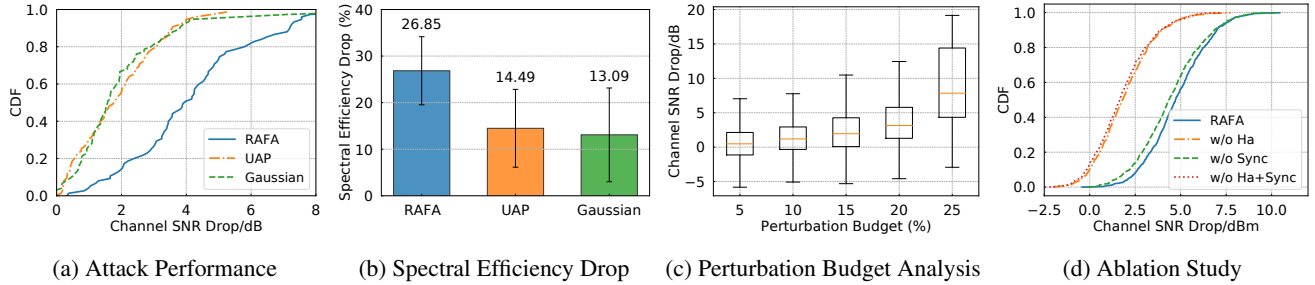 CDF
1.0
0.8
0.6
0.4
0.2
0.0
0 2 4 6 8
Channel SNR Drop/dB
RAFA
UAP
Gaussian
(a) Attack Performance
Spectral Efficiency Drop (%)
40
30
20
10
0
26.85
14.49
13.09
RAFA UAP Gaussian
(b) Spectral Efficiency Drop
Channel SNR Drop/dB
20
15
10
5
0
−5
5 10 15 20 25
Perturbation Budget (%)
(c) Perturbation Budget Analysis
CDF
1.0
0.8
0.6
0.4
0.2
0.0
−2.5 0.0 2.5 5.0 7.5 10.0
Channel SNR Drop/dBm
RAFA
w/o Ha
w/o Sync
w/o Ha+Sync
(d) Ablation Study